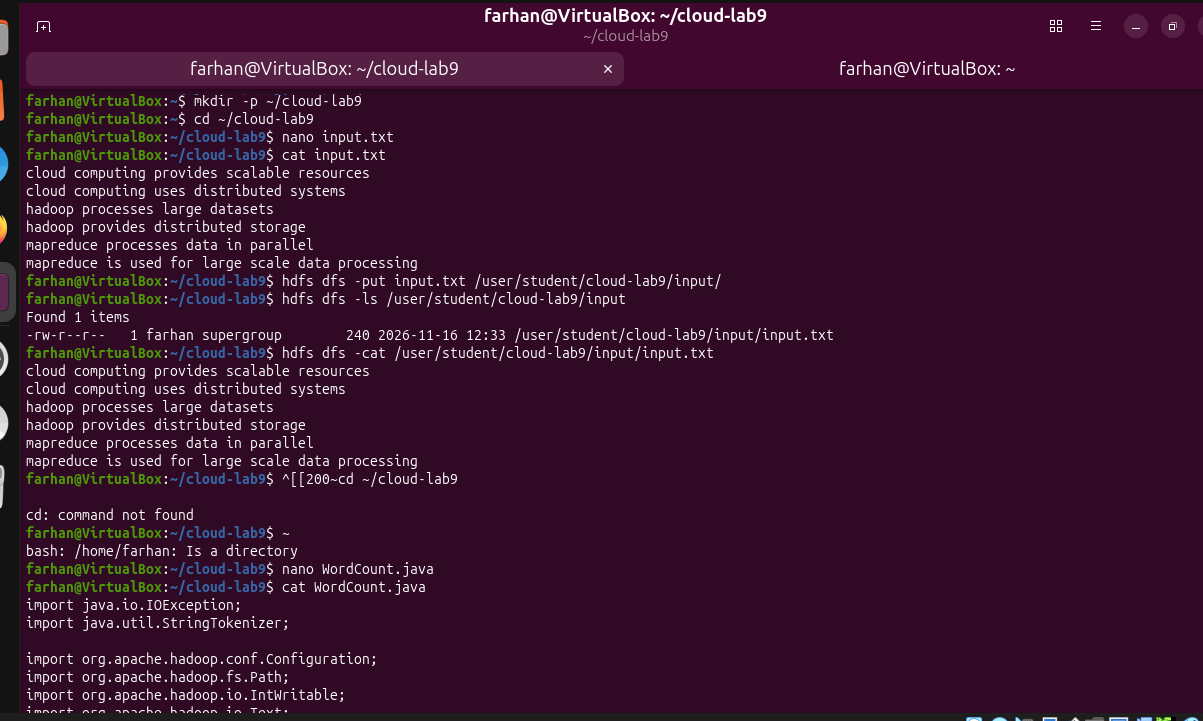 farhan@VirtualBox: ~/cloud-lab9
~/cloud-lab9
farhan@VirtualBox: ~/cloud-lab9
farhan@VirtualBox: ~
farhan@VirtualBox:~$ mkdir -p ~/cloud-lab9
farhan@VirtualBox:~$ cd ~/cloud-lab9
farhan@VirtualBox:~/cloud-lab9$ nano input.txt
farhan@VirtualBox:~/cloud-lab9$ cat input.txt
cloud computing provides scalable resources
cloud computing uses distributed systems
hadoop processes large datasets
hadoop provides distributed storage
mapreduce processes data in parallel
mapreduce is used for large scale data processing
farhan@VirtualBox:~/cloud-lab9$ hdfs dfs -put input.txt /user/student/cloud-lab9/input/
farhan@VirtualBox:~/cloud-lab9$ hdfs dfs -ls /user/student/cloud-lab9/input
Found 1 items
-rw-r--r--   1 farhan supergroup        240 2026-11-16 12:33 /user/student/cloud-lab9/input/input.txt
farhan@VirtualBox:~/cloud-lab9$ hdfs dfs -cat /user/student/cloud-lab9/input/input.txt
cloud computing provides scalable resources
cloud computing uses distributed systems
hadoop processes large datasets
hadoop provides distributed storage
mapreduce processes data in parallel
mapreduce is used for large scale data processing
farhan@VirtualBox:~/cloud-lab9$ ^[[200~cd ~/cloud-lab9
cd: command not found
farhan@VirtualBox:~/cloud-lab9$ ~
bash: /home/farhan: Is a directory
farhan@VirtualBox:~/cloud-lab9$ nano WordCount.java
farhan@VirtualBox:~/cloud-lab9$ cat WordCount.java
import java.io.IOException;
import java.util.StringTokenizer;
import org.apache.hadoop.conf.Configuration;
import org.apache.hadoop.fs.Path;
import org.apache.hadoop.io.IntWritable;
import org.apache.hadoop.io.Text;